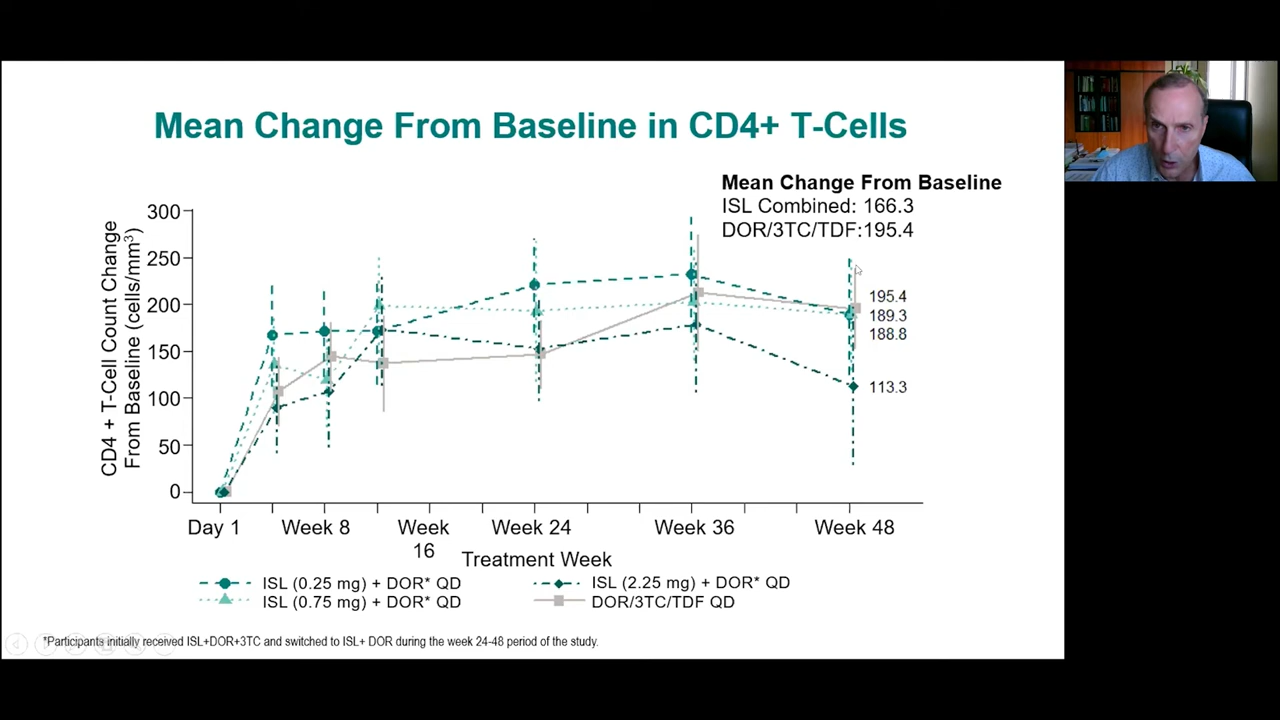 Mean Change From Baseline in CD4+ T-Cells
Mean Change From Baseline
ISL Combined: 166.3
DOR/3TC/TDF:195.4
CD4 + T-Cell Count Change
From Baseline (cells/mm³)
300
250
200
150
100
50
0
195.4
189.3
188.8
113.3
Day 1
Week 8
Week
16
Week 24
Week 36
Week 48
Treatment Week
ISL (0.25 mg) + DOR* QD
ISL (2.25 mg) + DOR* QD
ISL (0.75 mg) + DOR* QD
DOR/3TC/TDF QD
*Participants initially received ISL+DOR+3TC and switched to ISL+ DOR during the week 24-48 period of the study.